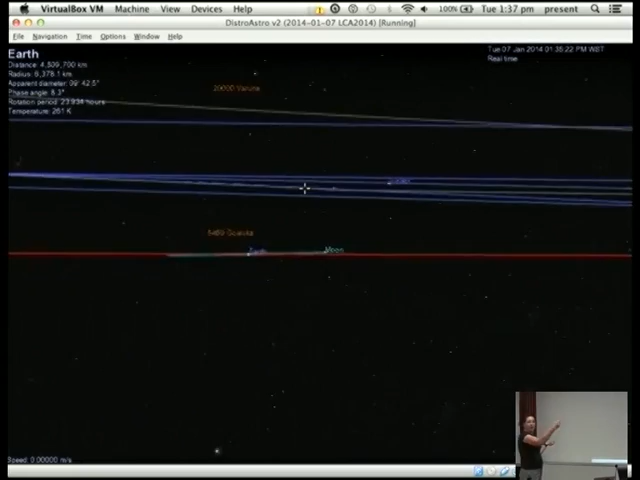 VirtualBox VM Machine View Devices Help 100% Tue 1:37 pm present
DistroAstro v2 (2014-01-07 LCA2014) [Running]
File Navigation Time Options Window Help
Earth
Distance: 4,509,700 km
Radius: 6,378.1 km
Apparent diameter: 09' 42.5"
Phase angle: 8.3°
Rotation period: 23.934 hours
Temperature: 261 K
Tue 07 Jan 2014 01:35:22 PM WST
Real time
20000 Varuna
Earth
Moon
Speed: 0.00000 m/s